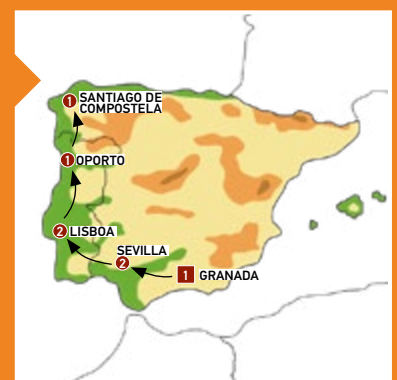 1 SANTIAGO DE
COMPOSTELA
1 OPORTO
2 LISBOA
SEVILLA
2
1 GRANADA